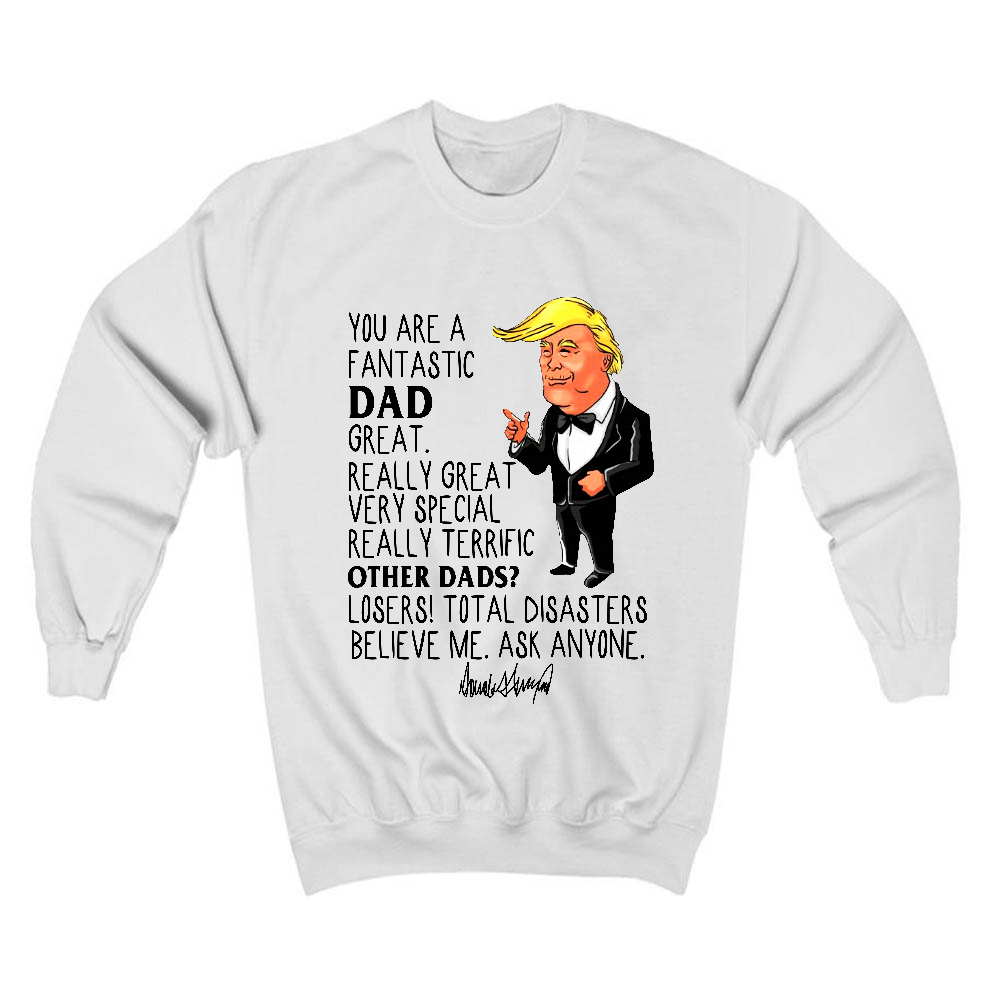 YOU ARE A
FANTASTIC
DAD
GREAT.
REALLY GREAT
VERY SPECIAL
REALLY TERRIFIC
OTHER DADS?
LOSERS! TOTAL DISASTERS
BELIEVE ME. ASK ANYONE.